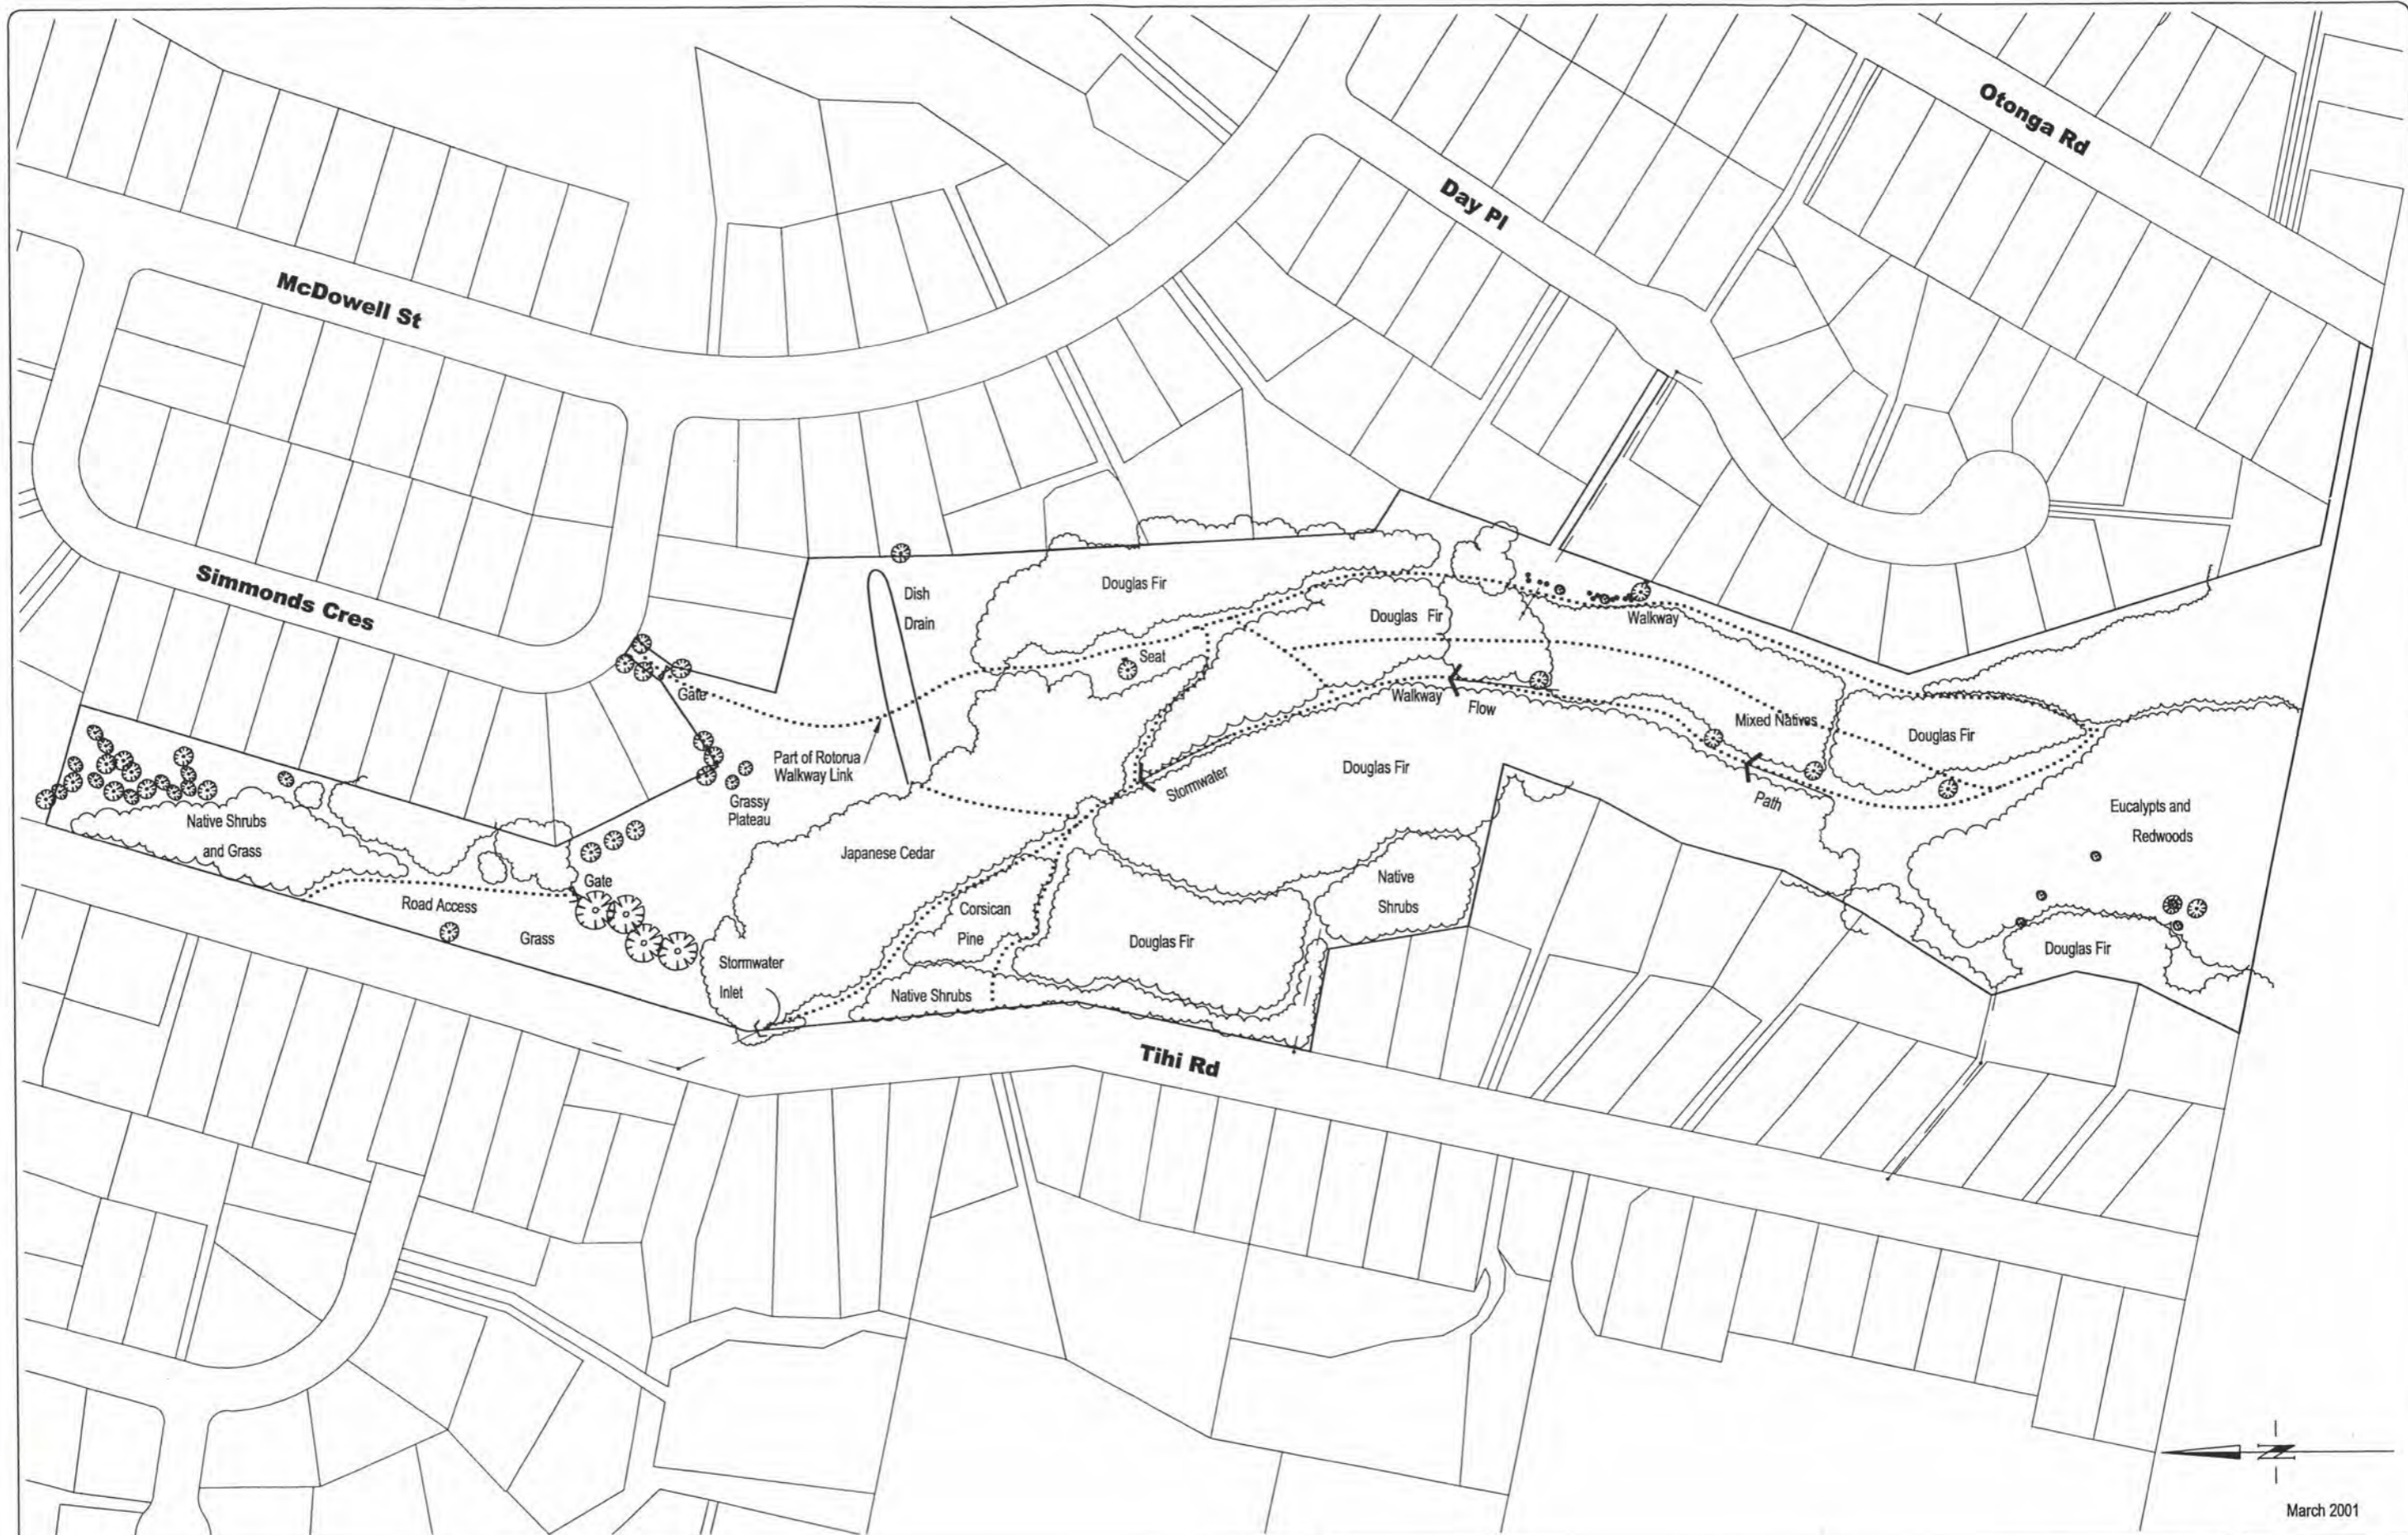 Otonga Rd
Day Pl
McDowell St
Simmonds Cres
Dish
Drain
Douglas Fir
Douglas Fir
Walkway
Seat
Gate
Walkway
Flow
Mixed Natives
Douglas Fir
Part of Rotorua
Walkway Link
Grassy
Plateau
Stormwater
Douglas Fir
Path
Eucalypts and
Redwoods
Native Shrubs
and Grass
Japanese Cedar
Gate
Road Access
Grass
Corsican
Pine
Native
Shrubs
Douglas Fir
Douglas Fir
Stormwater
Inlet
Native Shrubs
Tihi Rd
N
March 2001